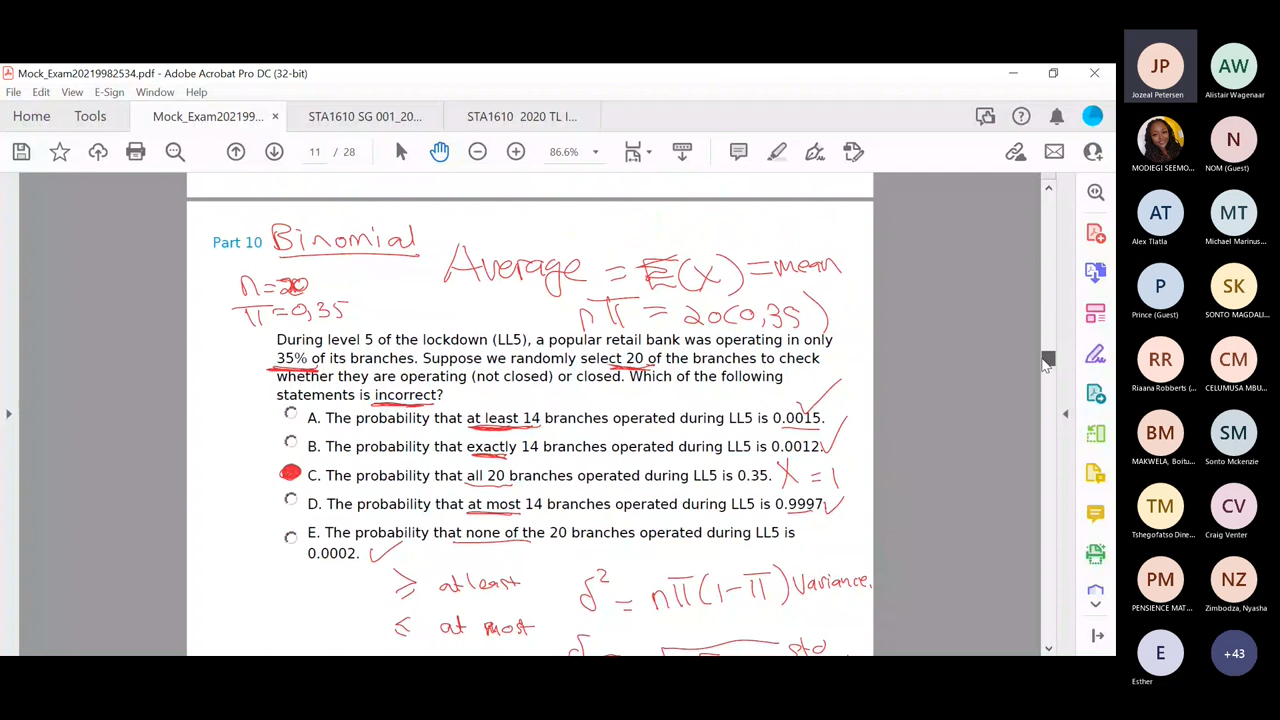 Mock_Exam20219982534.pdf - Adobe Acrobat Pro DC (32-bit)
File Edit View E-Sign Window Help
Home Tools Mock_Exam202199... × STA1610 SG 001_20... STA1610 2020 TL I...
11 / 28 86.6%
Part 10 Binomial
Average = E(X) = mean
n=20
π=0,35
nπ = 20(0,35)
During level 5 of the lockdown (LL5), a popular retail bank was operating in only
35% of its branches. Suppose we randomly select 20 of the branches to check
whether they are operating (not closed) or closed. Which of the following
statements is incorrect?
A. The probability that at least 14 branches operated during LL5 is 0.0015.
B. The probability that exactly 14 branches operated during LL5 is 0.0012.
C. The probability that all 20 branches operated during LL5 is 0.35. X = 1
D. The probability that at most 14 branches operated during LL5 is 0.9997
E. The probability that none of the 20 branches operated during LL5 is
0.0002.
≥ at least
≤ at most
σ² = nπ(1-π) Variance.
std
JP
Jozeal Petersen
AW
Alistair Wagenaar
MODIEGI SEEMO...
N
NOM (Guest)
AT
Alex Tlatla
MT
Michael Marinus...
P
Prince (Guest)
SK
SONTO MAGDALI...
RR
Riaana Robberts (...
CM
CELUMUSA MBU...
BM
MAKWELA, Boitu...
SM
Sonto Mckenzie
TM
Tshegofatso Dire...
CV
Craig Venter
PM
PENSIENCE MAT...
NZ
Zimbodza, Nyasha
E
Esther
+43